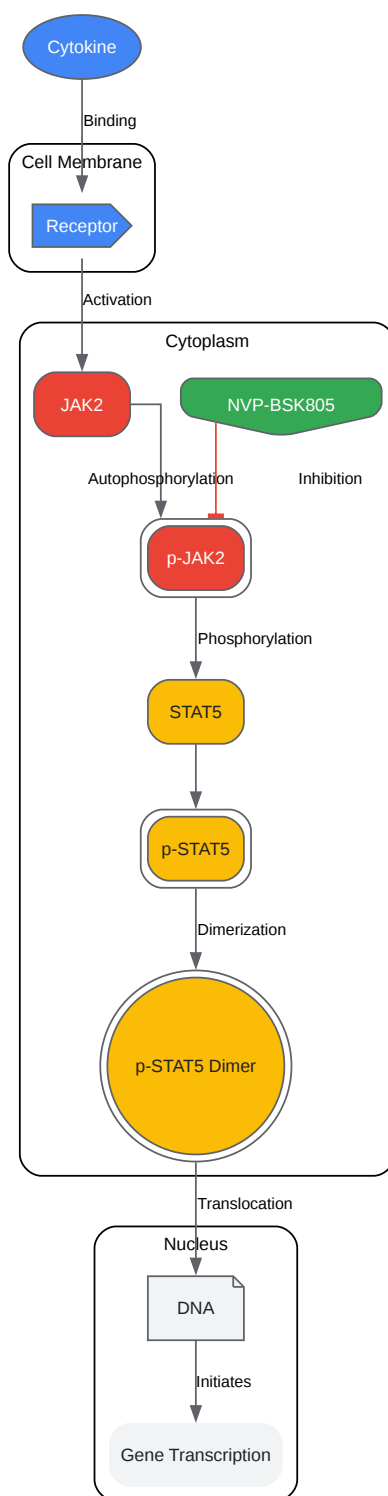 Cytokine
Binding
Cell Membrane
Receptor
Activation
Cytoplasm
JAK2
NVP-BSK805
Autophosphorylation
Inhibition
p-JAK2
Phosphorylation
STAT5
p-STAT5
Dimerization
p-STAT5 Dimer
Translocation
Nucleus
DNA
Initiates
Gene Transcription